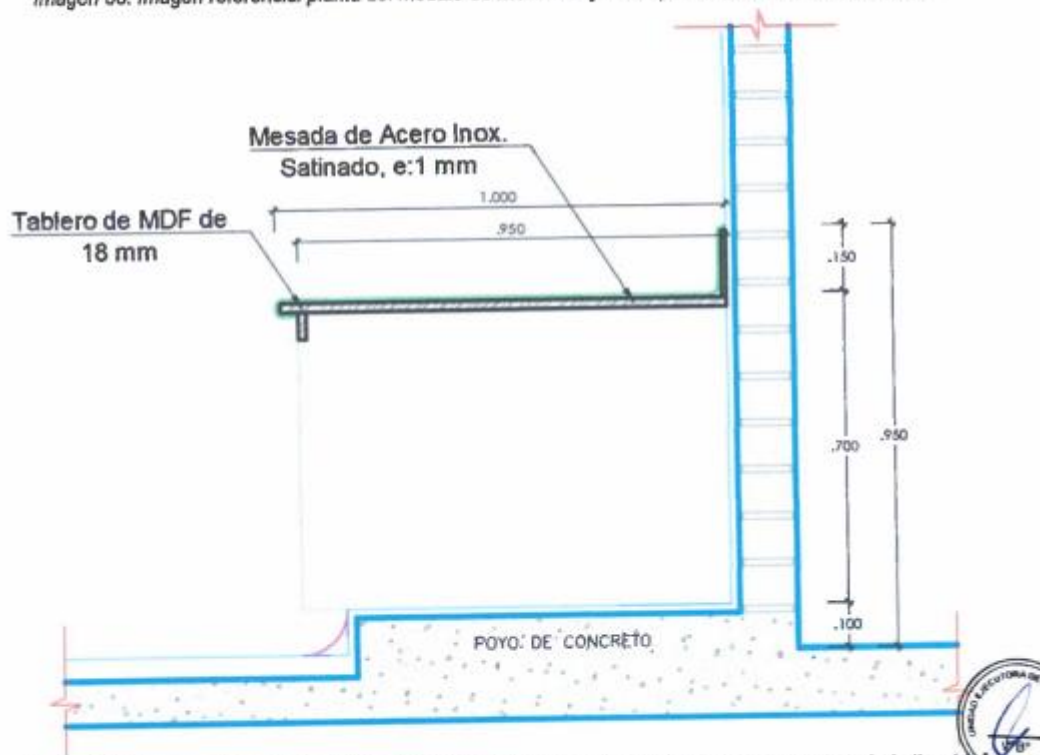 Mesada de Acero Inox.
Satinado, e:1 mm
1.000
Tablero de MDF de
18 mm
.950
.150
.700
.950
.100
POYO. DE CONCRETO